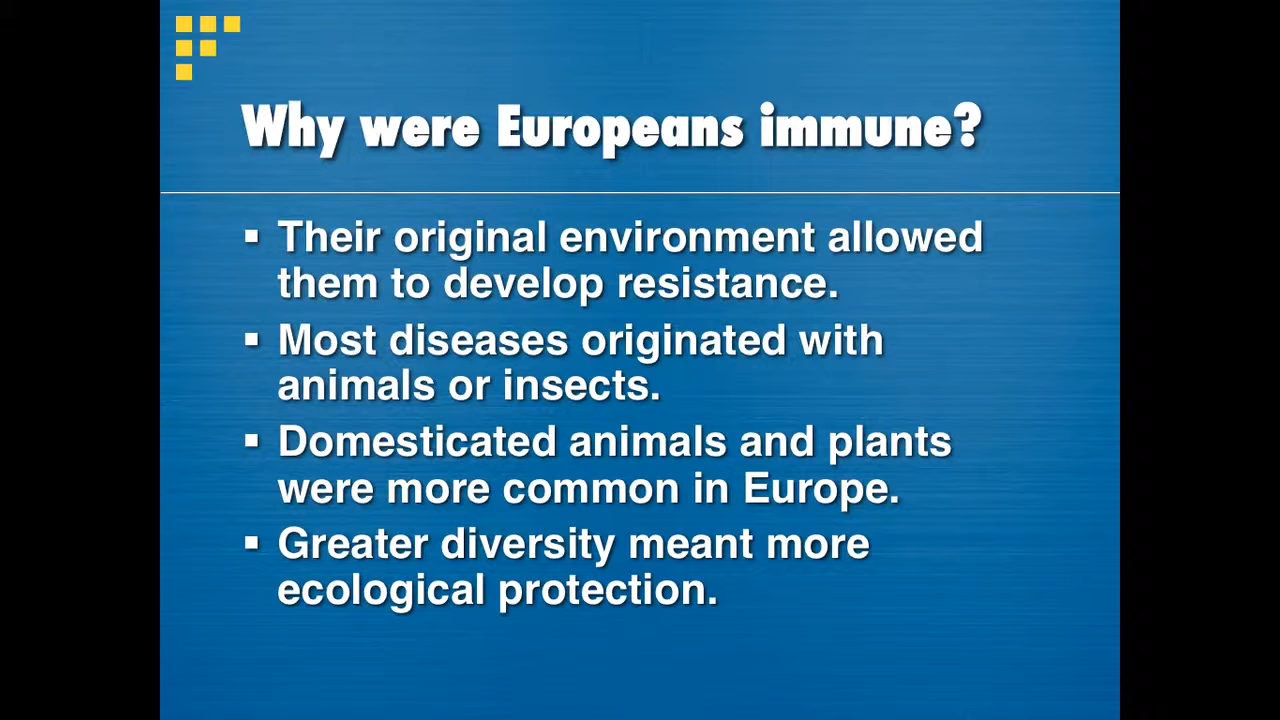 Why were Europeans immune?
▪ Their original environment allowed
them to develop resistance.
▪ Most diseases originated with
animals or insects.
▪ Domesticated animals and plants
were more common in Europe.
▪ Greater diversity meant more
ecological protection.